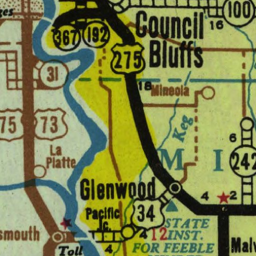 100
Council
Bluffs
16
367
192
275
31
18
Mineola
75
73
Keg
La
Platte
M I
242
Glenwood
4
2
Pacific
Jc.
34
STATE
12 INST.
FOR FEEBLE
smouth
Toll
4
Malv